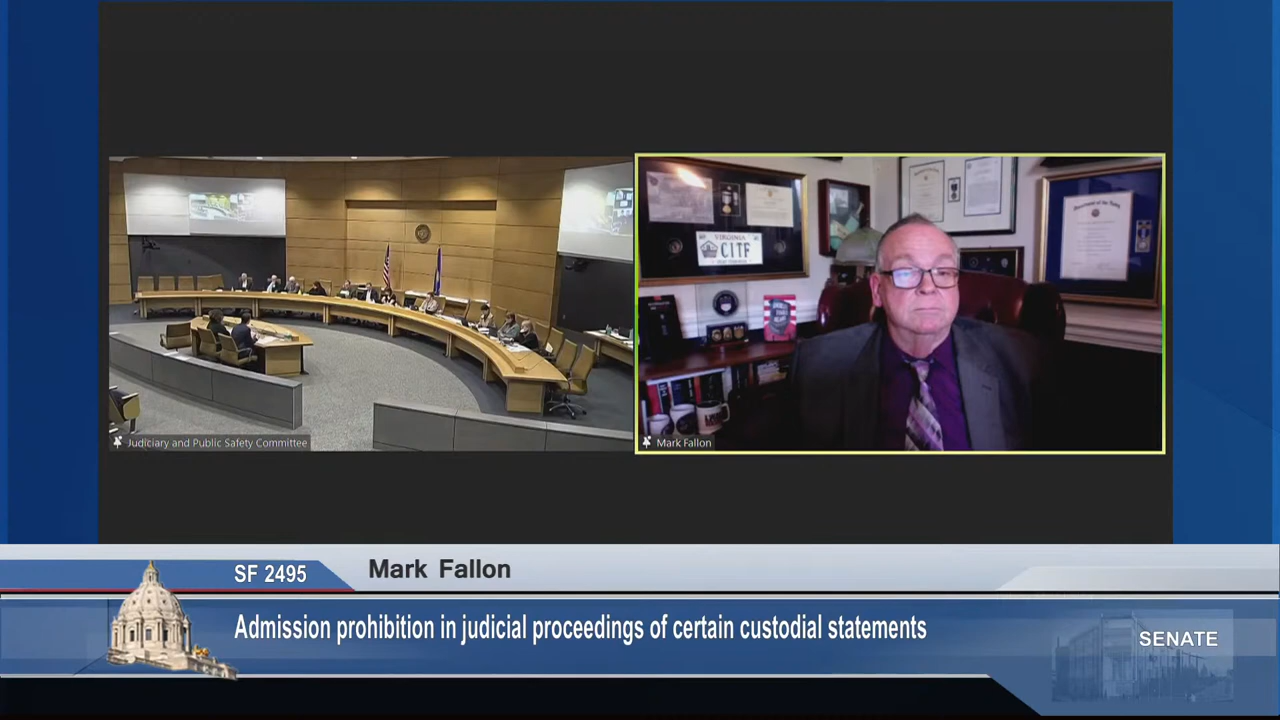 VIRGINIA
CITF
Judiciary and Public Safety Committee
Mark Fallon
SF 2495
Mark Fallon
Admission prohibition in judicial proceedings of certain custodial statements
SENATE